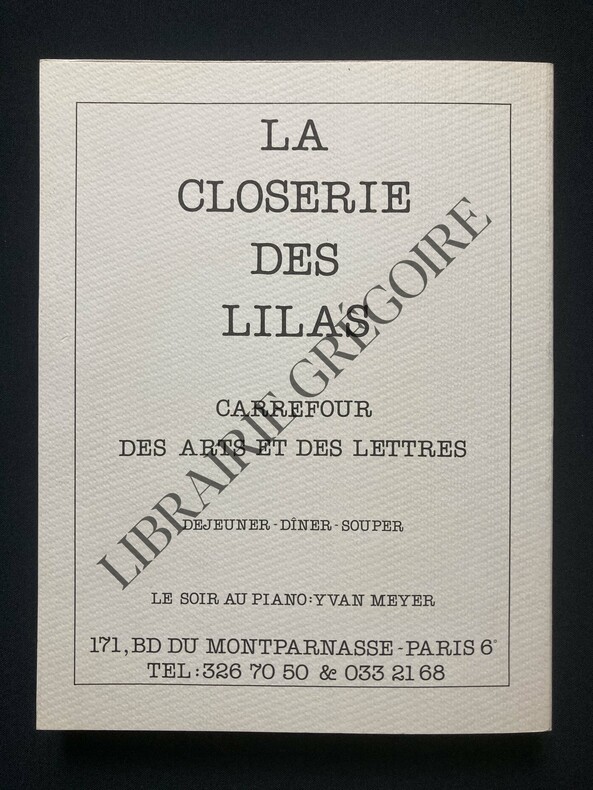 LA
CLOSERIE
DES
LILAS
CARREFOUR
DES ARTS ET DES LETTRES
DEJEUNER - DÎNER - SOUPER
LE SOIR AU PIANO: YVAN MEYER
171, BD DU MONTPARNASSE - PARIS 6e
TEL: 326 70 50 & 033 21 68
LIBRAIRIE GRÉGOIRE